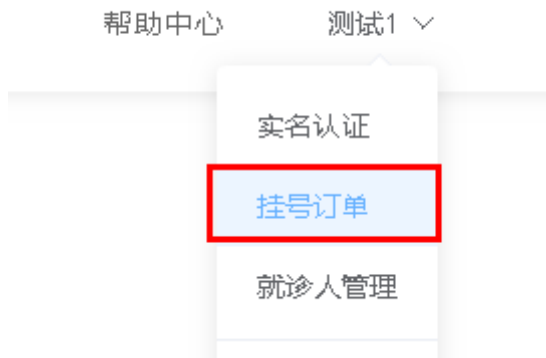 帮助中心 测试1
实名认证
挂号订单
就诊人管理